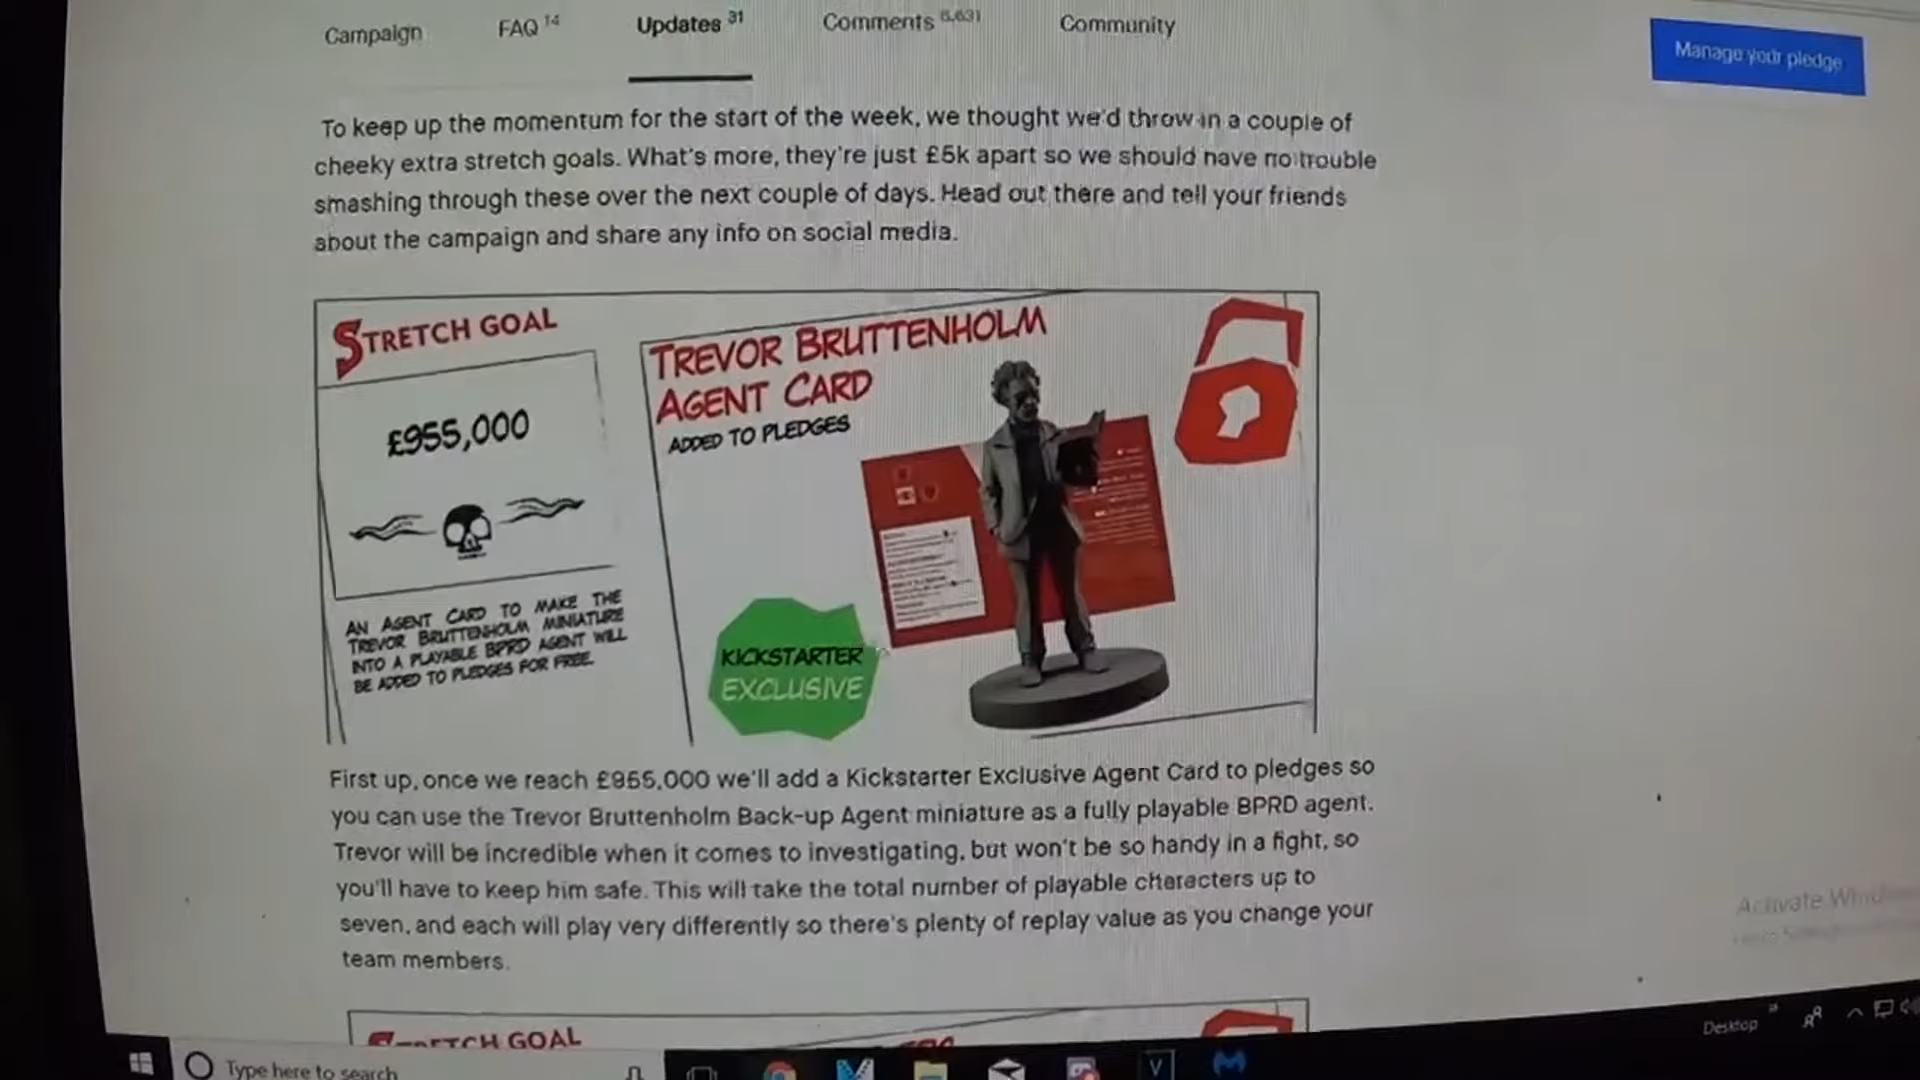 Campaign
FAQ 14
Updates 31
Comments 6,631
Community
Manage your pledge
To keep up the momentum for the start of the week, we thought we'd throw in a couple of
cheeky extra stretch goals. What's more, they're just £5k apart so we should have no trouble
smashing through these over the next couple of days. Head out there and tell your friends
about the campaign and share any info on social media.
STRETCH GOAL
£955,000
AN AGENT CARD TO MAKE THE
TREVOR BRUTTENHOLM MINIATURE
INTO A PLAYABLE BPRD AGENT WILL
BE ADDED TO PLEDGES FOR FREE.
TREVOR BRUTTENHOLM
AGENT CARD
ADDED TO PLEDGES
KICKSTARTER
EXCLUSIVE
First up, once we reach £955,000 we'll add a Kickstarter Exclusive Agent Card to pledges so
you can use the Trevor Bruttenholm Back-up Agent miniature as a fully playable BPRD agent.
Trevor will be incredible when it comes to investigating, but won't be so handy in a fight, so
you'll have to keep him safe. This will take the total number of playable characters up to
seven, and each will play very differently so there's plenty of replay value as you change your
team members.
STRETCH GOAL
Activate Windows
Desktop
Type here to search